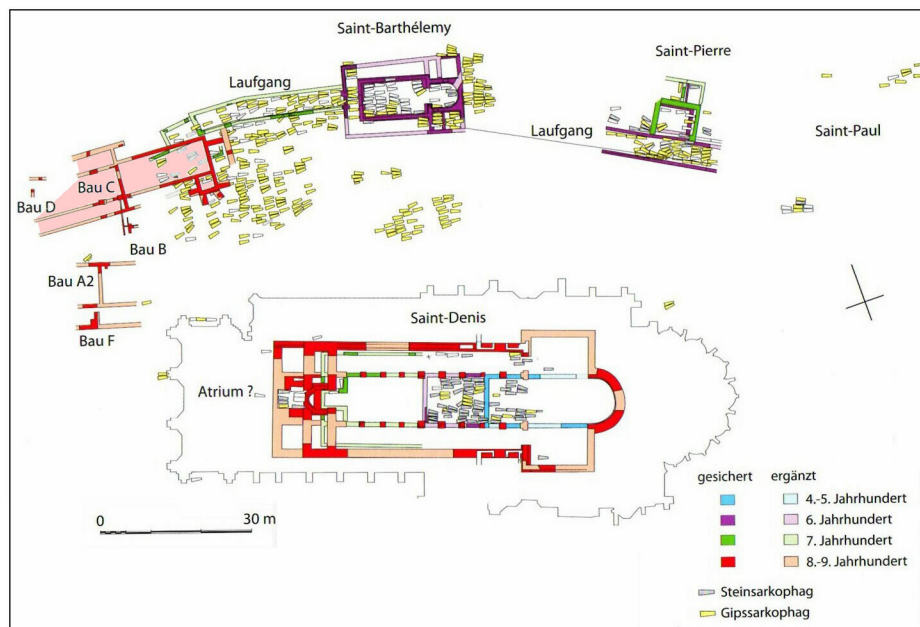 Saint-Barthélemy
Saint-Pierre
Laufgang
Laufgang
Saint-Paul
Bau C
Bau D
Bau B
Bau A2
Bau F
Saint-Denis
Atrium ?
gesichert ergänzt
4.-5. Jahrhundert
6. Jahrhundert
7. Jahrhundert
8.-9. Jahrhundert
0 30 m
Steinsarkophag
Gipssarkophag